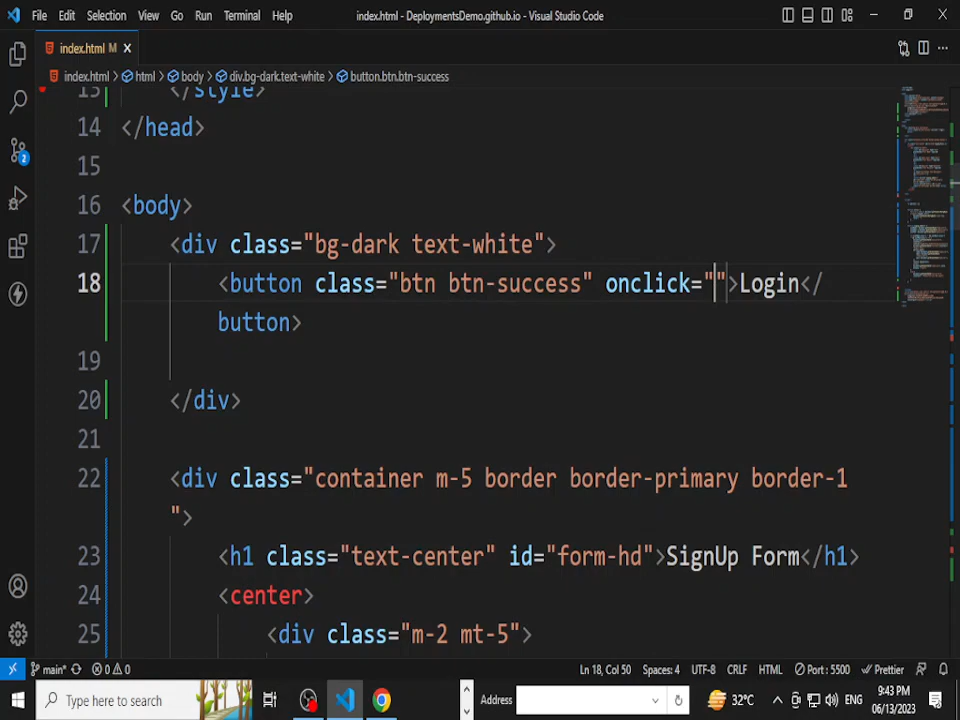 File Edit Selection View Go Run Terminal Help index.html - DeploymentsDemo.github.io - Visual Studio Code
index.html M
index.html > html > body > div.bg-dark.text-white > button.btn.btn-success
13 </style>
14 </head>
15
16 <body>
17 <div class="bg-dark text-white">
18 <button class="btn btn-success" onclick="">Login</
button>
19
20 </div>
21
22 <div class="container m-5 border border-primary border-1
">
23 <h1 class="text-center" id="form-hd">SignUp Form</h1>
24 <center>
25 <div class="m-2 mt-5">
2
main* 0 0 Ln 18, Col 50 Spaces: 4 UTF-8 CRLF HTML Port : 5500 Prettier
Type here to search Address 32°C ENG 9:43 PM
06/13/2023